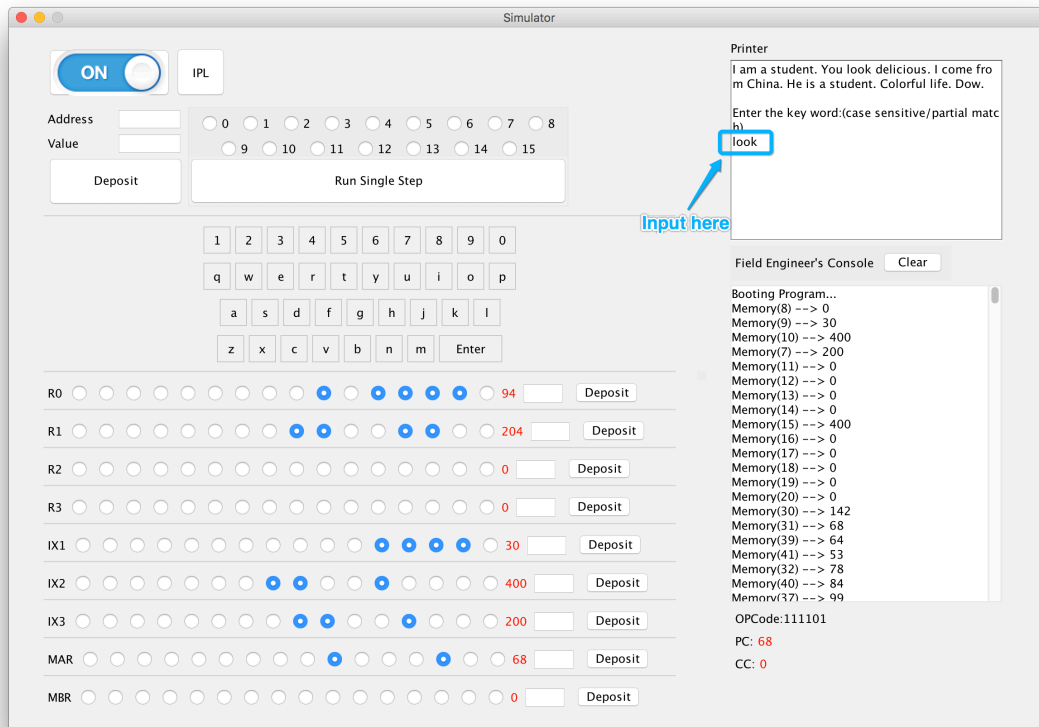 Simulator
ON
IPL
Printer
I am a student. You look delicious. I come fro
m China. He is a student. Colorful life. Dow.
Enter the key word:(case sensitive/partial matc
h)
look
Input here
Address
Value
0 1 2 3 4 5 6 7 8
9 10 11 12 13 14 15
Deposit
Run Single Step
1 2 3 4 5 6 7 8 9 0
q w e r t y u i o p
a s d f g h j k l
z x c v b n m Enter
R0 94 Deposit
R1 204 Deposit
R2 0 Deposit
R3 0 Deposit
IX1 30 Deposit
IX2 400 Deposit
IX3 200 Deposit
MAR 68 Deposit
MBR 0 Deposit
Field Engineer's Console Clear
Booting Program...
Memory(8) --> 0
Memory(9) --> 30
Memory(10) --> 400
Memory(7) --> 200
Memory(11) --> 0
Memory(12) --> 0
Memory(13) --> 0
Memory(14) --> 0
Memory(15) --> 400
Memory(16) --> 0
Memory(17) --> 0
Memory(18) --> 0
Memory(19) --> 0
Memory(20) --> 0
Memory(30) --> 142
Memory(31) --> 68
Memory(39) --> 64
Memory(41) --> 53
Memory(32) --> 78
Memory(40) --> 84
Memory(37) --> 99
OPCode:111101
PC: 68
CC: 0